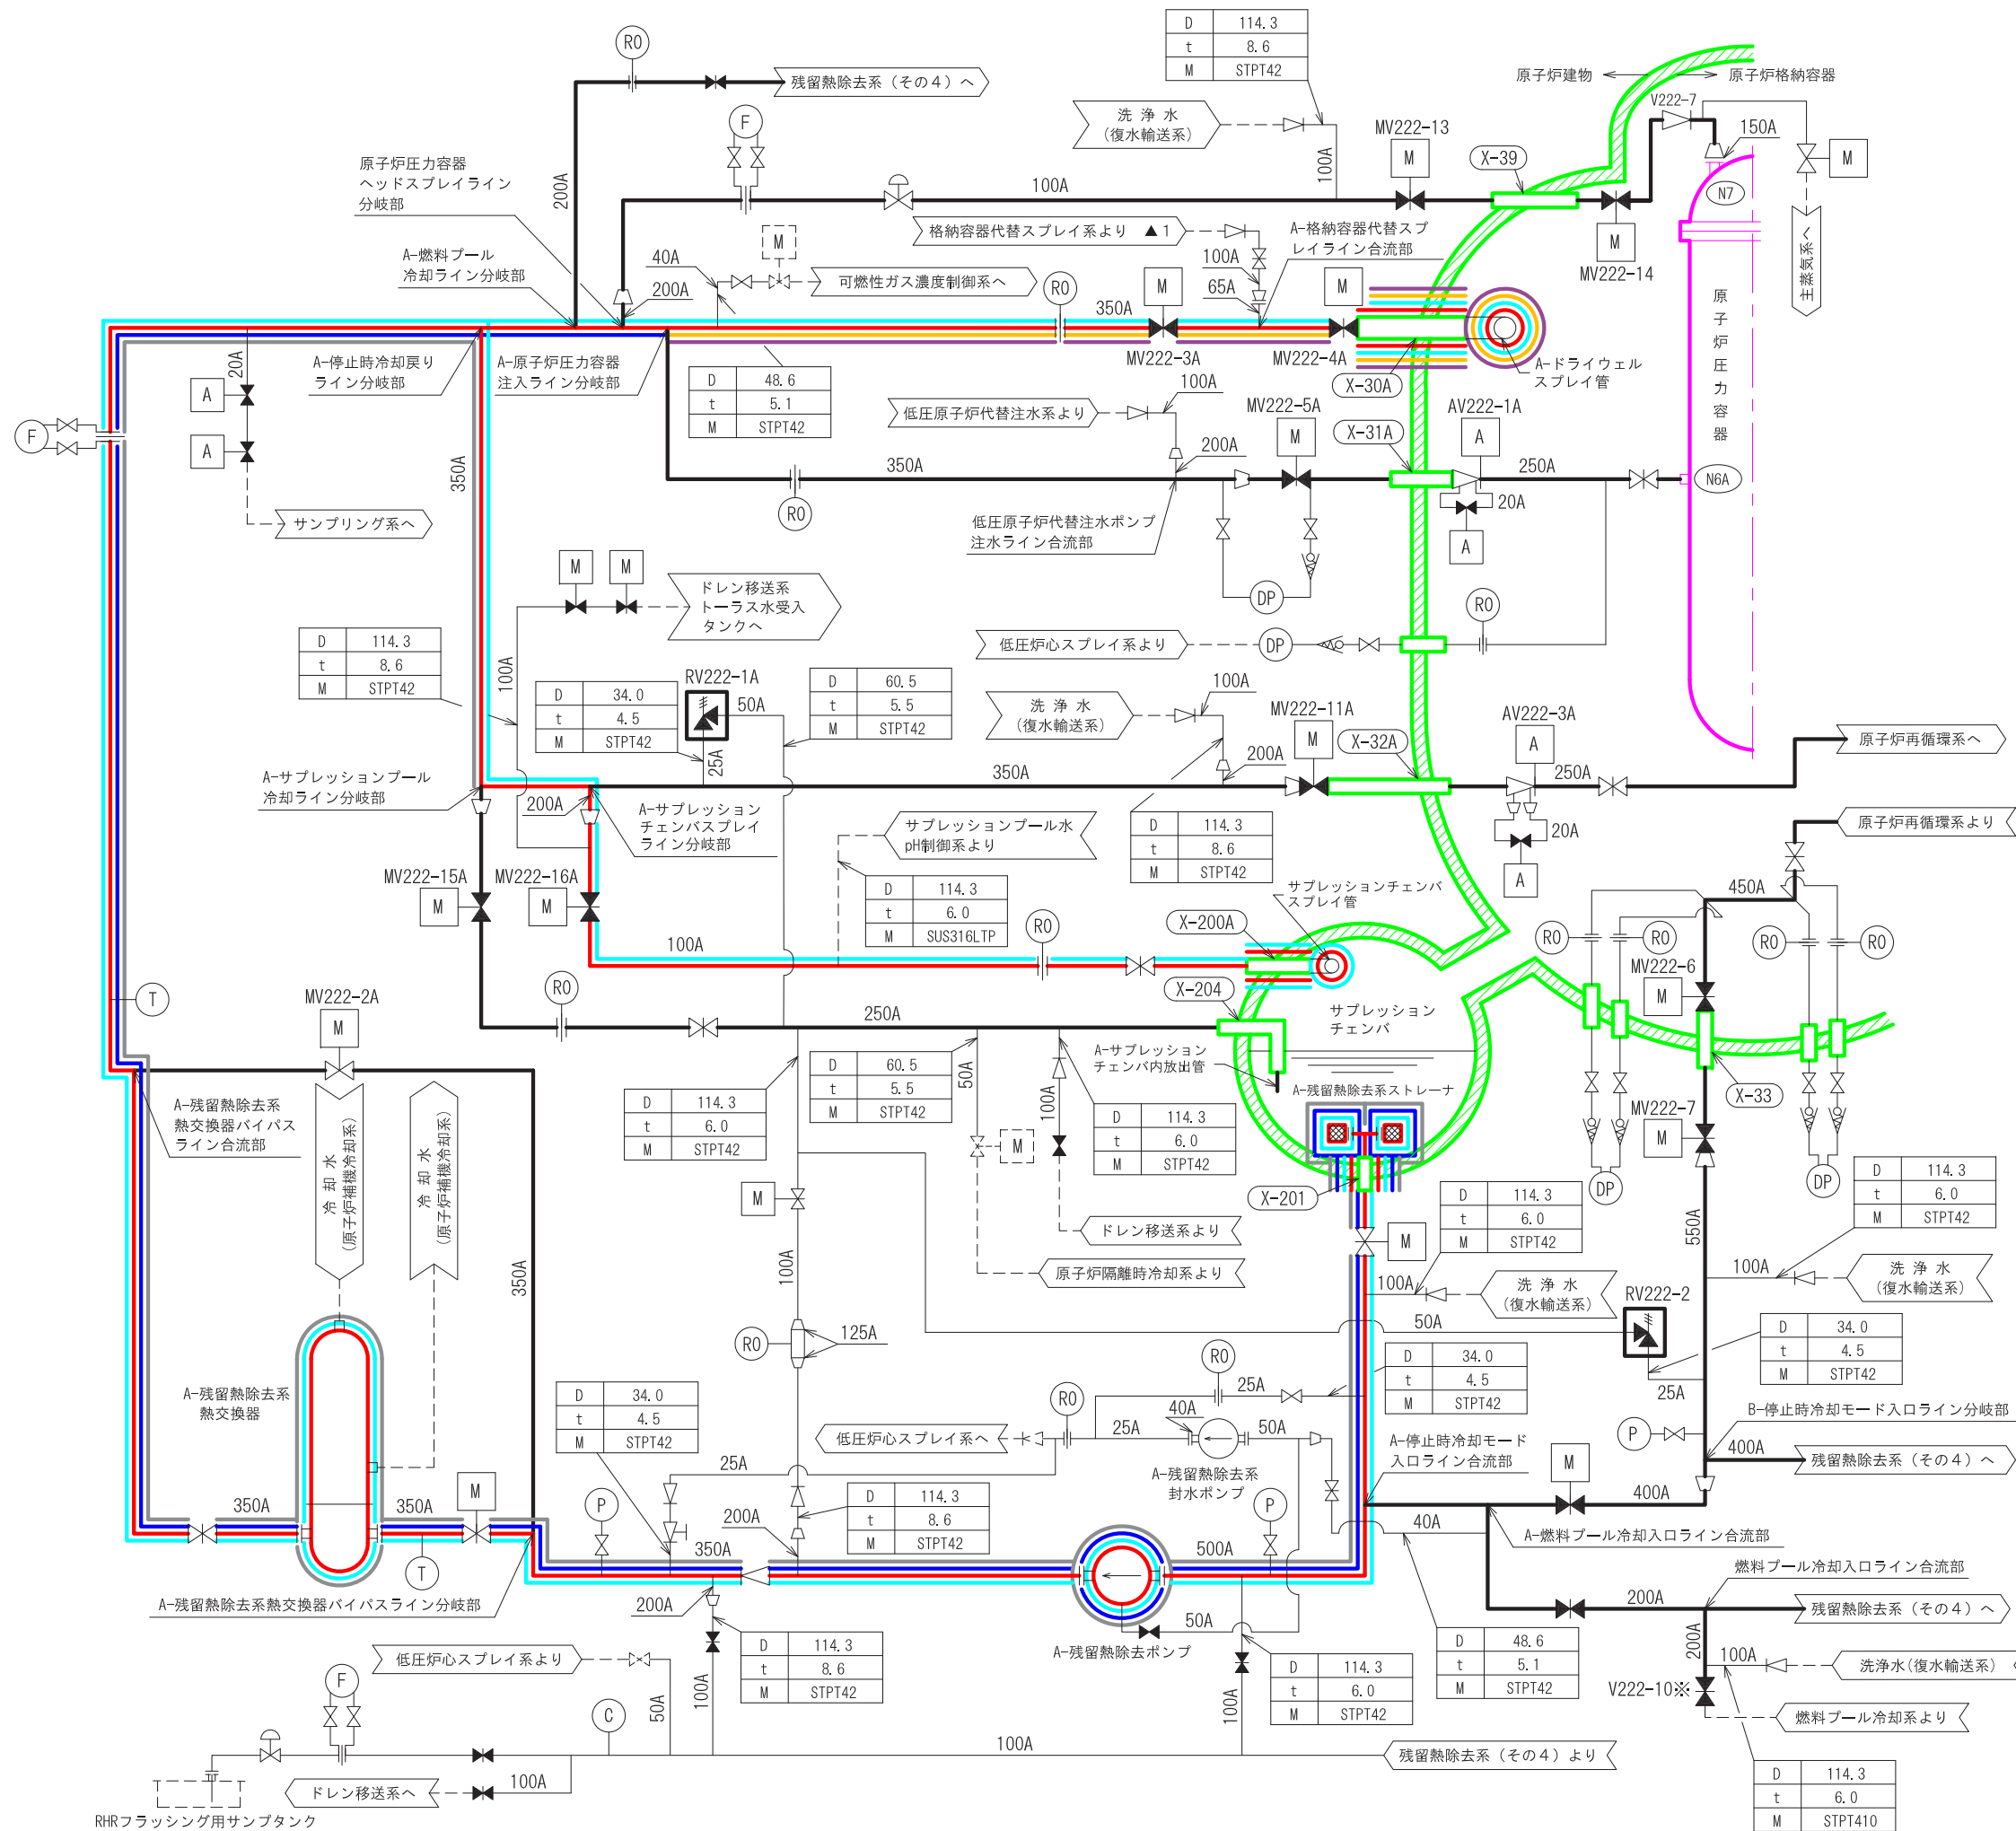 D 114.3
t 8.6
M STPT42
RO
残留熱除去系(その4)へ
原子炉建物
原子炉格納容器
V222-7
洗浄水
(復水輸送系)
F
MV222-13
M
X-39
150A
M
原子炉圧力容器
ヘッドスプレイライン
分岐部
200A
100A
100A
N7
格納容器代替スプレイ系より ▲1
A-格納容器代替スプ
レイライン合流部
M
MV222-14
主蒸気系へ
A-燃料プール
冷却ライン分岐部
40A
M
200A
可燃性ガス濃度制御系へ
100A
65A
RO
350A
M
M
MV222-3A
MV222-4A
原子炉圧力容器
20A
A-停止時冷却戻り
ライン分岐部
A-原子炉圧力容器
注入ライン分岐部
A-ドライウェル
スプレイ管
X-30A
D 48.6
t 5.1
M STPT42
A
A
F
100A
低圧原子炉代替注水系より
MV222-5A
M
X-31A
AV222-1A
A
200A
350A
350A
250A
N6A
RO
20A
A
サンプリング系へ
低圧原子炉代替注水ポンプ
注水ライン合流部
M
M
ドレン移送系
トーラス水受入
タンクへ
DP
RO
低圧炉心スプレイ系より
DP
D 114.3
t 8.6
M STPT42
100A
RV222-1A
D 34.0
t 4.5
M STPT42
50A
D 60.5
t 5.5
M STPT42
25A
洗浄水
(復水輸送系)
100A
MV222-11A
M
X-32A
AV222-3A
A
原子炉再循環系へ
A-サプレッションプール
冷却ライン分岐部
350A
200A
250A
200A
A-サプレッション
チェンバスプレイ
ライン分岐部
サプレッションプール水
pH制御系より
D 114.3
t 8.6
M STPT42
20A
A
原子炉再循環系より
MV222-15A
M
MV222-16A
M
D 114.3
t 6.0
M SUS316LTP
サプレッションチェンバ
スプレイ管
450A
X-200A
RO
RO
RO
RO
RO
100A
MV222-6
M
T
MV222-2A
M
RO
X-204
250A
サプレッション
チェンバ
A-サプレッション
チェンバ内放出管
A-残留熱除去系ストレーナ
D 60.5
t 5.5
M STPT42
50A
100A
X-33
MV222-7
M
A-残留熱除去系
熱交換器バイパス
ライン合流部
冷却水
(原子炉補機冷却系)
冷却水
(原子炉補機冷却系)
D 114.3
t 6.0
M STPT42
M
D 114.3
t 6.0
M STPT42
DP
DP
D 114.3
t 6.0
M STPT42
M
X-201
D 114.3
t 6.0
M STPT42
ドレン移送系より
M
550A
350A
100A
原子炉隔離時冷却系より
100A
洗浄水
(復水輸送系)
100A
洗浄水
(復水輸送系)
RV222-2
50A
RO
125A
D 34.0
t 4.5
M STPT42
D 34.0
t 4.5
M STPT42
25A
A-残留熱除去系
熱交換器
D 34.0
t 4.5
M STPT42
RO
25A
RO
40A
50A
25A
低圧炉心スプレイ系へ
B-停止時冷却モード入口ライン分岐部
P
A-停止時冷却モード
入口ライン合流部
400A
残留熱除去系(その4)へ
A-残留熱除去系
封水ポンプ
25A
M
M
350A
350A
P
D 114.3
t 8.6
M STPT42
P
400A
40A
A-燃料プール冷却入口ライン合流部
200A
350A
500A
T
燃料プール冷却入口ライン合流部
A-残留熱除去系熱交換器バイパスライン分岐部
200A
200A
残留熱除去系(その4)へ
50A
A-残留熱除去ポンプ
D 114.3
t 8.6
M STPT42
D 48.6
t 5.1
M STPT42
200A
100A
洗浄水(復水輸送系)
低圧炉心スプレイ系より
F
50A
C
100A
100A
D 114.3
t 6.0
M STPT42
V222-10※
燃料プール冷却系より
100A
残留熱除去系(その4)より
ドレン移送系へ
100A
D 114.3
t 6.0
M STPT410
RHRフラッシング用サンプタンク